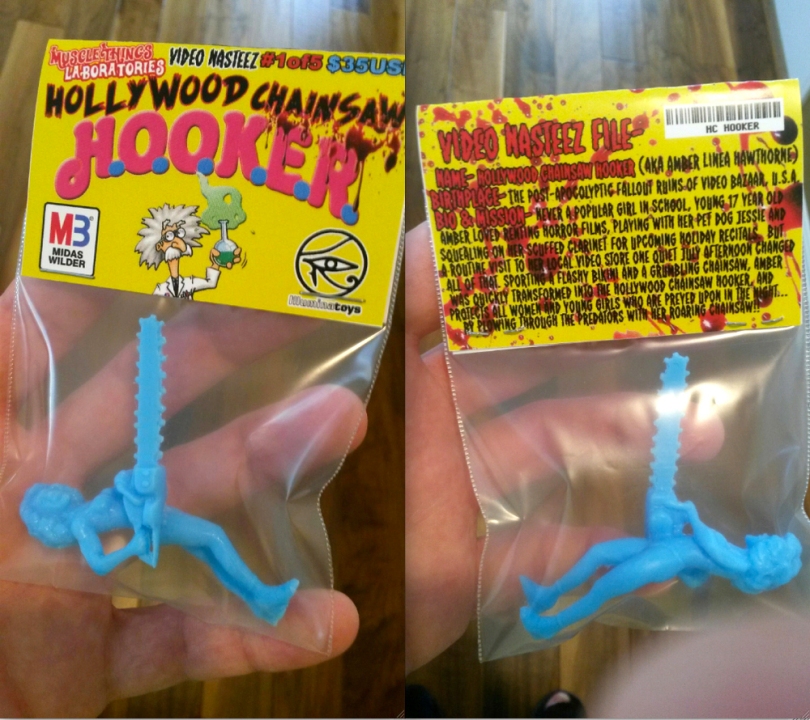 MUSCLE+THINGS LABORATORIES
VIDEO NASTEEZ #1 of 5 $35US
HOLLYWOOD CHAINSAW
H.O.O.K.E.R.
MB
MIDAS
WILDER
illuminatoys
HC HOOKER
VIDEO NASTEEZ FILE-
NAME- HOLLYWOOD CHAINSAW HOOKER (AKA AMBER LINEA HAWTHORNE)
BIRTHPLACE- THE POST-APOCOLYPTIC FALLOUT RUINS OF VIDEO BAZAAR, U.S.A.
BIO & MISSION- NEVER A POPULAR GIRL IN SCHOOL, YOUNG 17 YEAR OLD
AMBER LOVED RENTING HORROR FILMS, PLAYING WITH HER PET DOG JESSIE AND
SQUEALING ON HER SCUFFED CLARINET FOR UPCOMING HOLIDAY RECITALS. BUT
A ROUTINE VISIT TO HER LOCAL VIDEO STORE ONE QUIET JULY AFTERNOON CHANGED
ALL OF THAT. SPORTIN' A FLASHY BIKINI AND A GRUMBLING CHAINSAW, AMBER
WAS QUICKLY TRANSFORMED INTO THE HOLLYWOOD CHAINSAW HOOKER, AND
PROTECTS ALL WOMEN AND YOUNG GIRLS WHO ARE PREYED UPON IN THE NIGHT...
BY PLOWING THROUGH THE PREDATORS WITH HER ROARING CHAINSAW!